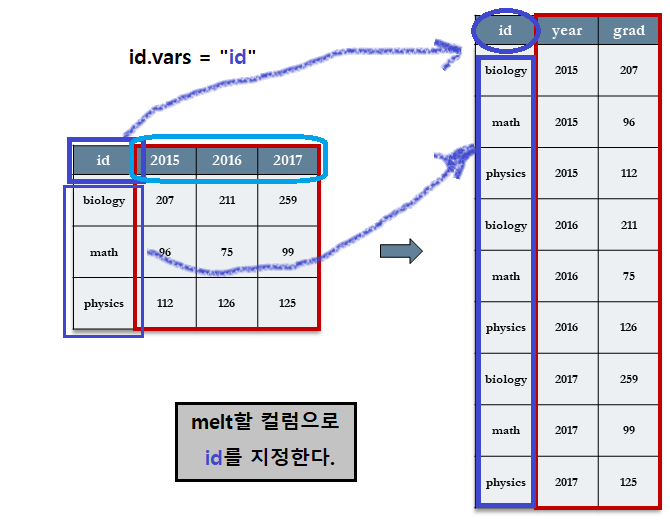 id.vars = "id"
id 2015 2016 2017
biology 207 211 259
math 96 75 99
physics 112 126 125
melt할 컬럼으로
id를 지정한다.
id year grad
biology 2015 207
math 2015 96
physics 2015 112
biology 2016 211
math 2016 75
physics 2016 126
biology 2017 259
math 2017 99
physics 2017 125